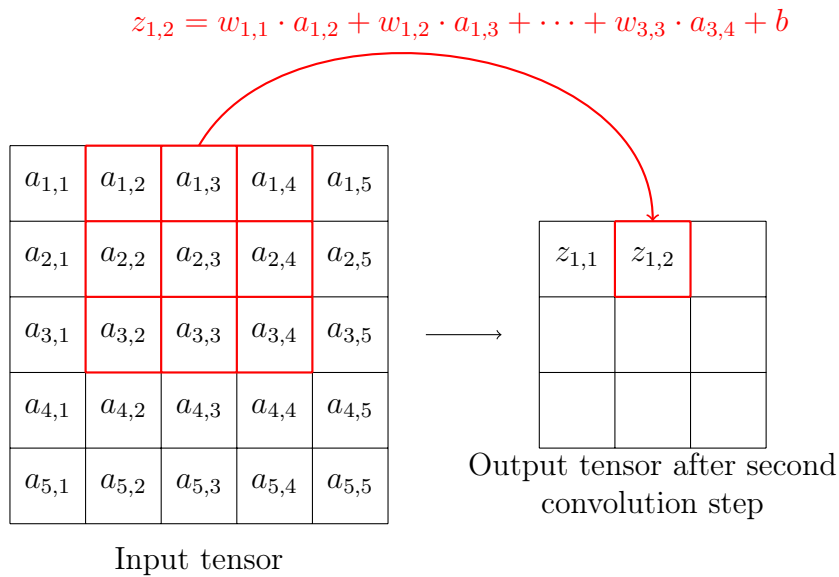 z_{1,2} = w_{1,1} · a_{1,2} + w_{1,2} · a_{1,3} + ··· + w_{3,3} · a_{3,4} + b
a_{1,1} a_{1,2} a_{1,3} a_{1,4} a_{1,5}
a_{2,1} a_{2,2} a_{2,3} a_{2,4} a_{2,5}
z_{1,1} z_{1,2}
a_{3,1} a_{3,2} a_{3,3} a_{3,4} a_{3,5}
a_{4,1} a_{4,2} a_{4,3} a_{4,4} a_{4,5}
a_{5,1} a_{5,2} a_{5,3} a_{5,4} a_{5,5}
Input tensor
Output tensor after second
convolution step